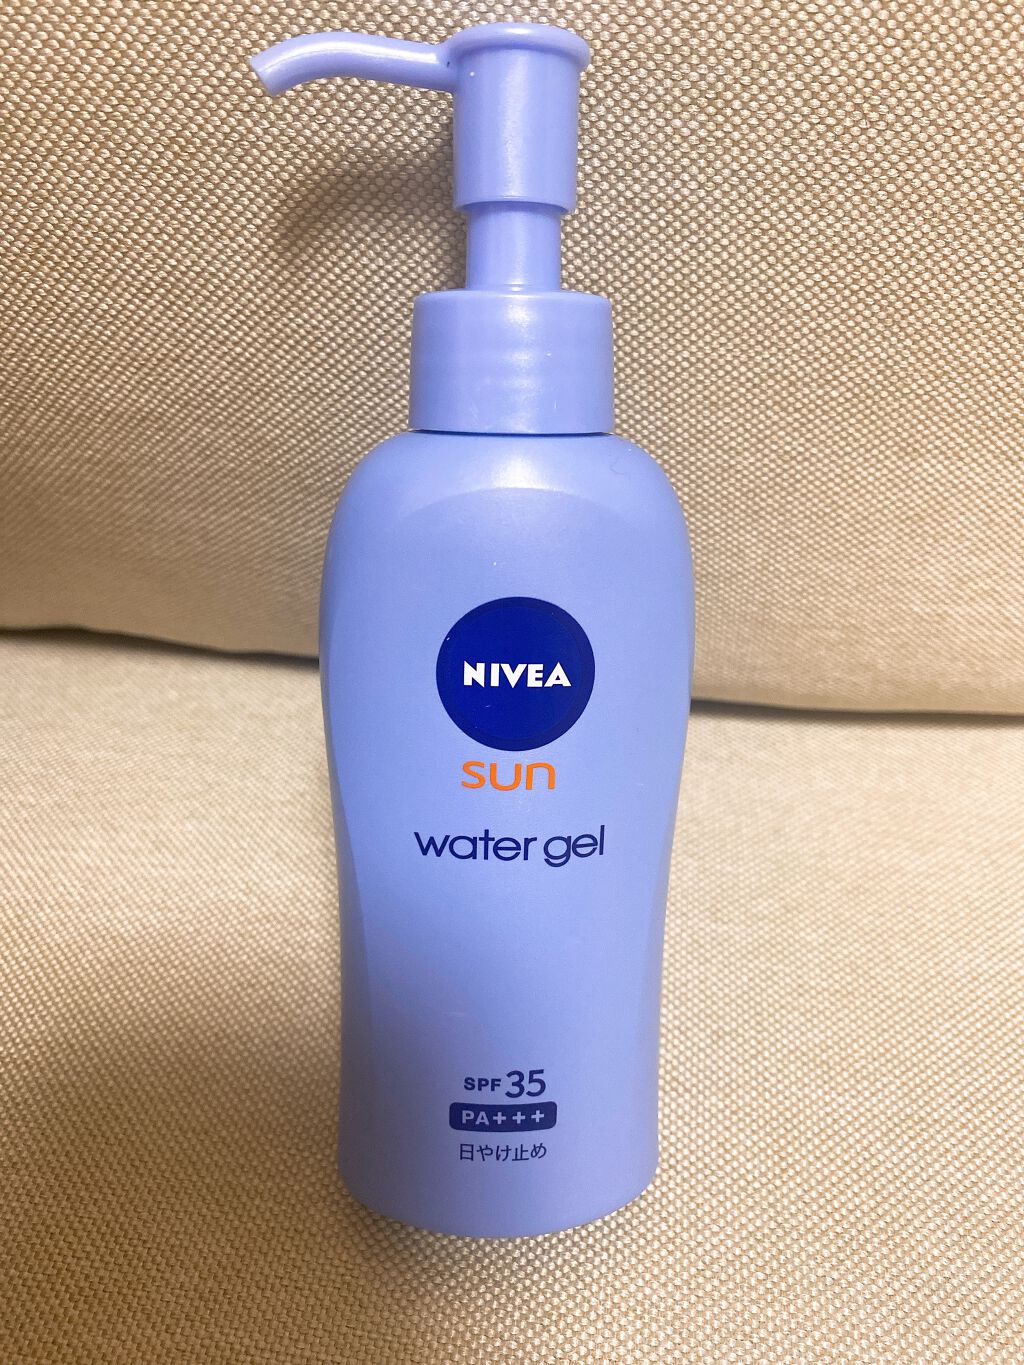 NIVEA
sun
water gel
SPF 35
PA+++
日やけ止め